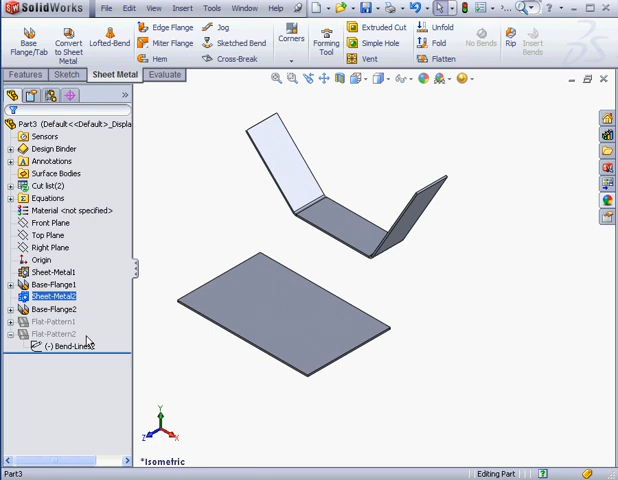 SolidWorks File Edit View Insert Tools Window Help
Base Flange/Tab
Convert to Sheet Metal
Lofted-Bend
Edge Flange
Miter Flange
Hem
Jog
Sketched Bend
Cross-Break
Corners
Forming Tool
Extruded Cut
Simple Hole
Vent
Unfold
Fold
Flatten
No Bends
Rip
Insert Bends
Features Sketch Sheet Metal Evaluate
Part3 (Default<<Default>_Displa
Sensors
Design Binder
Annotations
Surface Bodies
Cut list(2)
Equations
Material <not specified>
Front Plane
Top Plane
Right Plane
Origin
Sheet-Metal1
Base-Flange1
Sheet-Metal2
Base-Flange2
Flat-Pattern1
Flat-Pattern2
(-) Bend-Lines2
Y
Z X
*Isometric
Part3 Editing Part